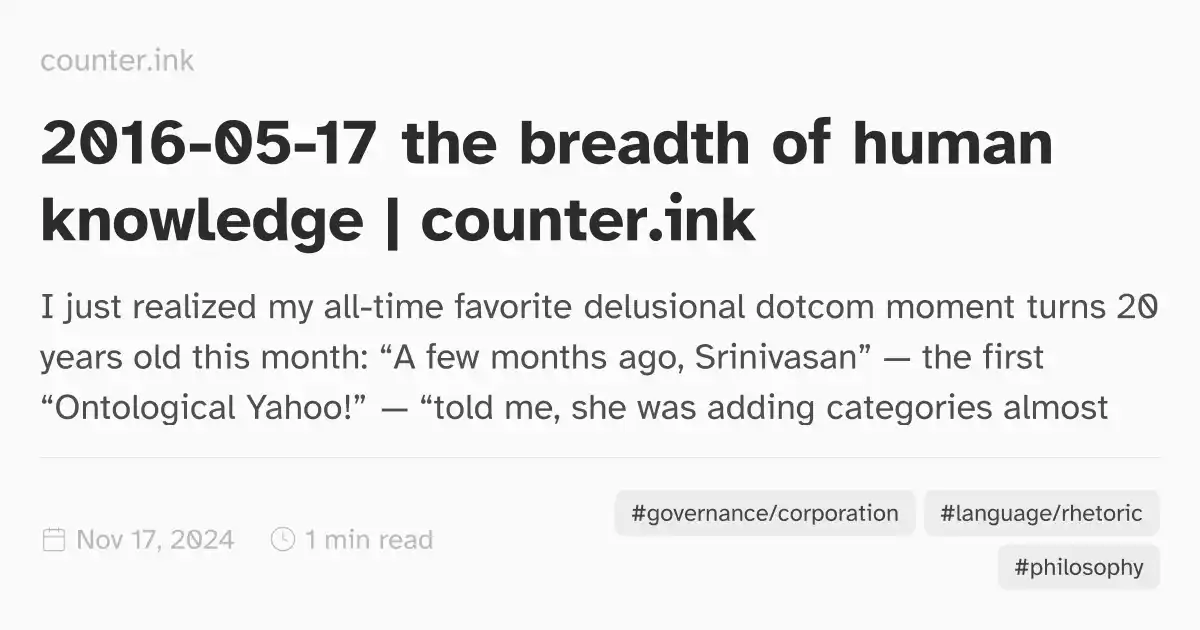 counter.ink
2016-05-17 the breadth of human
knowledge | counter.ink
I just realized my all-time favorite delusional dotcom moment turns 20
years old this month: “A few months ago, Srinivasan” — the first
“Ontological Yahoo!” — “told me, she was adding categories almost
Nov 17, 2024
1 min read
#governance/corporation
#language/rhetoric
#philosophy